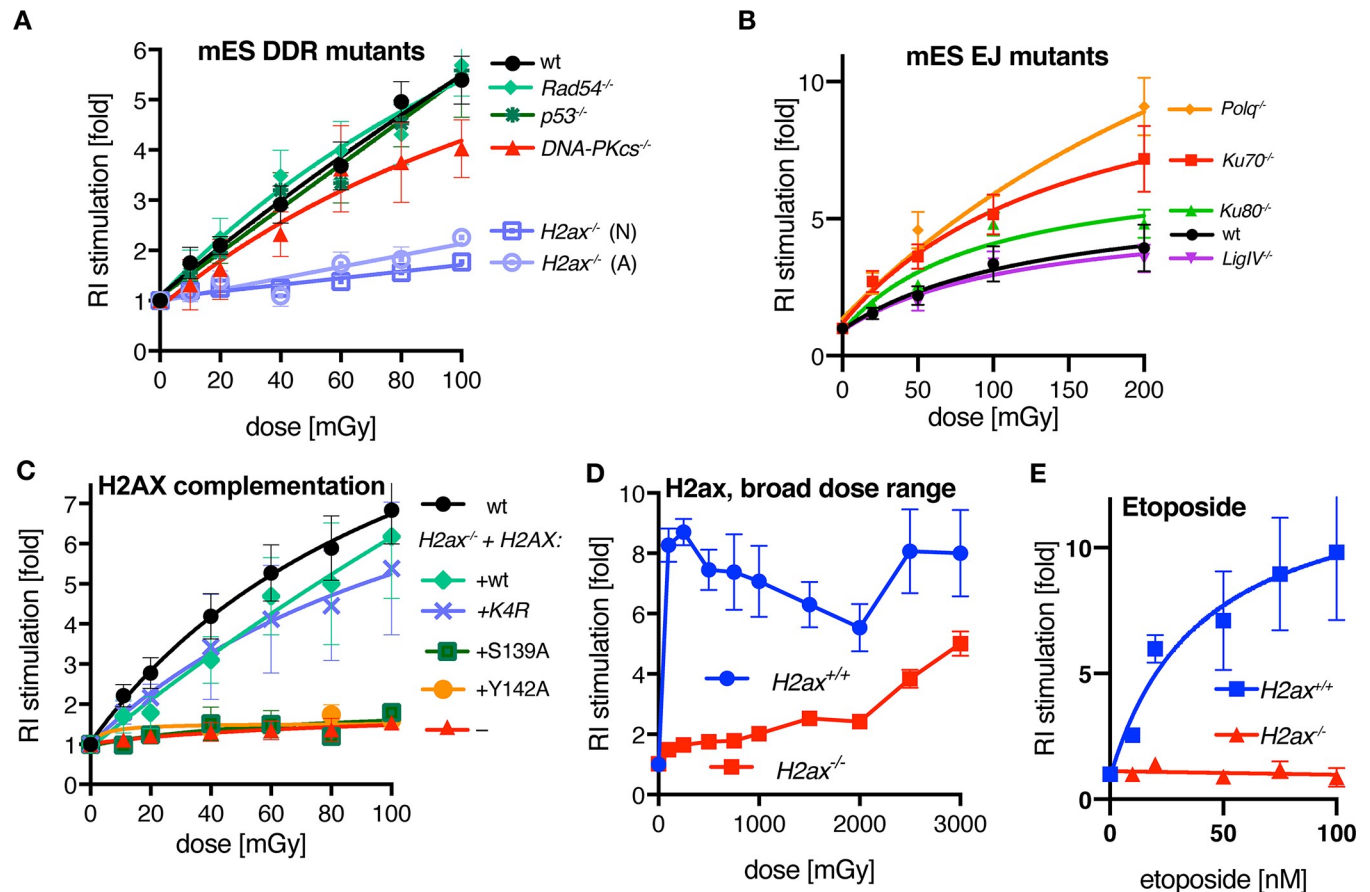 A
mES DDR mutants
RI stimulation [fold]
6
5
4
3
2
1
0
0 20 40 60 80 100
dose [mGy]
wt
Rad54-/-
p53-/-
DNA-PKcs-/-
H2ax-/- (N)
H2ax-/- (A)
B
mES EJ mutants
RI stimulation [fold]
10
5
0
0 50 100 150 200
dose [mGy]
Polq-/-
Ku70-/-
Ku80-/-
wt
LigIV-/-
C
H2AX complementation
RI stimulation [fold]
7
6
5
4
3
2
1
0
0 20 40 60 80 100
dose [mGy]
wt
H2ax-/- + H2AX:
+wt
+K4R
+S139A
+Y142A
–
D
H2ax, broad dose range
RI stimulation [fold]
10
8
6
4
2
0
0 1000 2000 3000
dose [mGy]
H2ax+/+
H2ax-/-
E
Etoposide
RI stimulation [fold]
10
5
0
0 50 100
etoposide [nM]
H2ax+/+
H2ax-/-